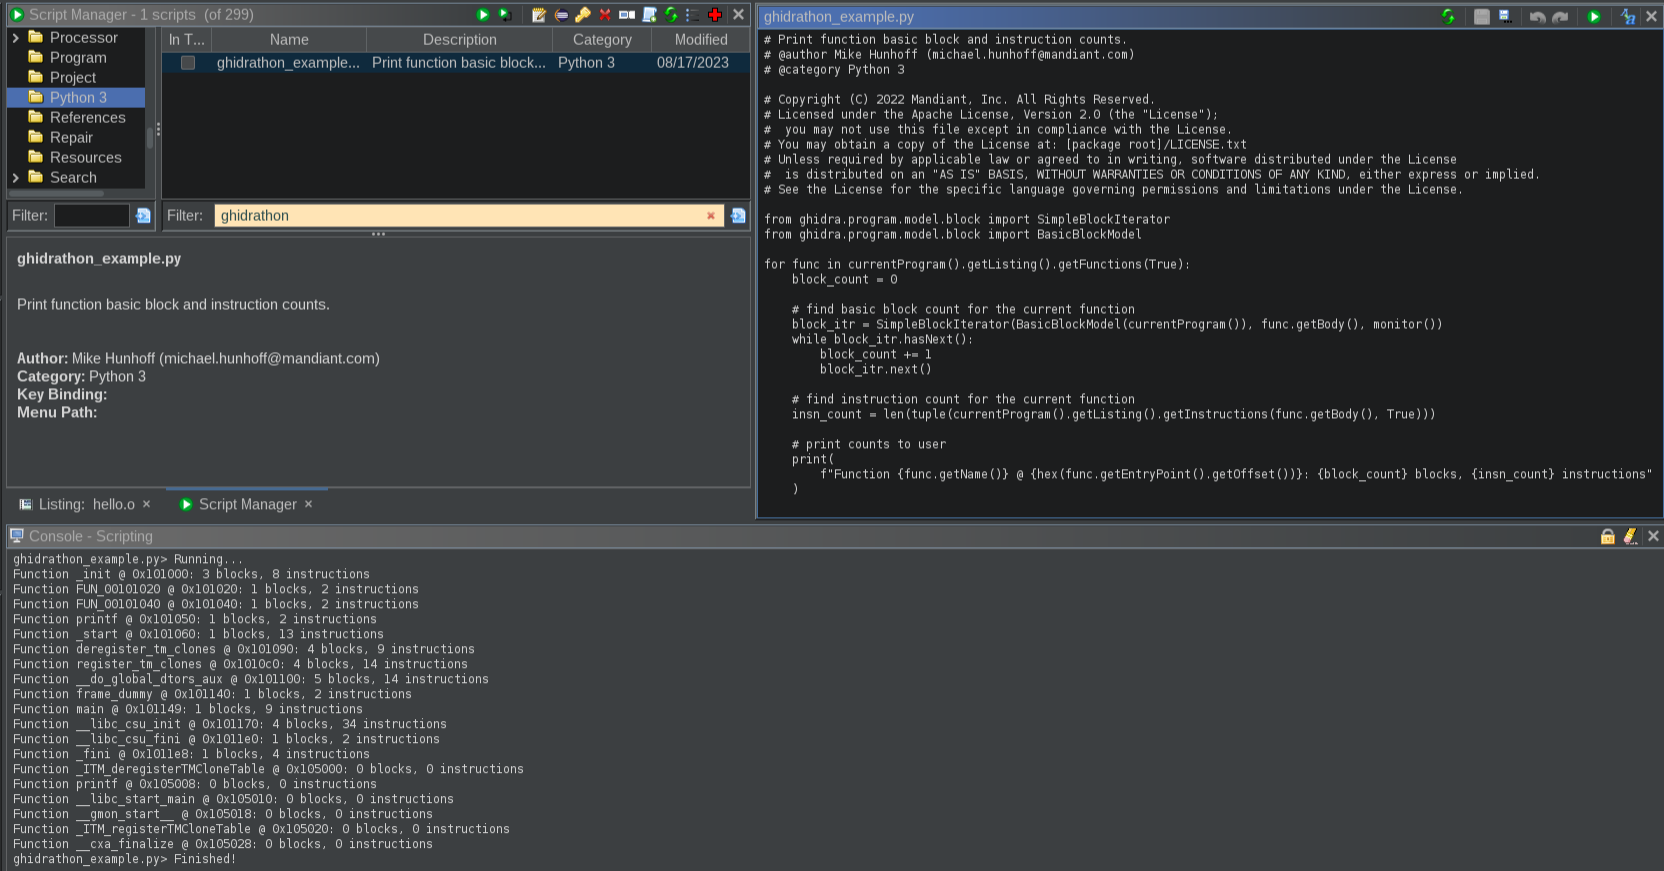 Script Manager - 1 scripts  (of 299)
Processor
Program
Project
Python 3
References
Repair
Resources
Search
Filter:
In T...  Name  Description  Category  Modified
ghidrathon_example...  Print function basic block...  Python 3  08/17/2023
Filter:  ghidrathon
ghidrathon_example.py
Print function basic block and instruction counts.
Author: Mike Hunhoff (michael.hunhoff@mandiant.com)
Category: Python 3
Key Binding:
Menu Path:
Listing:  hello.o
Script Manager
ghidrathon_example.py
# Print function basic block and instruction counts.
# @author Mike Hunhoff (michael.hunhoff@mandiant.com)
# @category Python 3
# Copyright (C) 2022 Mandiant, Inc. All Rights Reserved.
# Licensed under the Apache License, Version 2.0 (the "License");
#  you may not use this file except in compliance with the License.
# You may obtain a copy of the License at: [package root]/LICENSE.txt
# Unless required by applicable law or agreed to in writing, software distributed under the License
#  is distributed on an "AS IS" BASIS, WITHOUT WARRANTIES OR CONDITIONS OF ANY KIND, either express or implied.
# See the License for the specific language governing permissions and limitations under the License.
from ghidra.program.model.block import SimpleBlockIterator
from ghidra.program.model.block import BasicBlockModel
for func in currentProgram().getListing().getFunctions(True):
    block_count = 0
    # find basic block count for the current function
    block_itr = SimpleBlockIterator(BasicBlockModel(currentProgram()), func.getBody(), monitor())
    while block_itr.hasNext():
        block_count += 1
        block_itr.next()
    # find instruction count for the current function
    insn_count = len(tuple(currentProgram().getListing().getInstructions(func.getBody(), True)))
    # print counts to user
    print(
        f"Function {func.getName()} @ {hex(func.getEntryPoint().getOffset())}: {block_count} blocks, {insn_count} instructions"
    )
Console - Scripting
ghidrathon_example.py> Running...
Function _init @ 0x101000: 3 blocks, 8 instructions
Function FUN_00101020 @ 0x101020: 1 blocks, 2 instructions
Function FUN_00101040 @ 0x101040: 1 blocks, 2 instructions
Function printf @ 0x101050: 1 blocks, 2 instructions
Function _start @ 0x101060: 1 blocks, 13 instructions
Function deregister_tm_clones @ 0x101090: 4 blocks, 9 instructions
Function register_tm_clones @ 0x1010c0: 4 blocks, 14 instructions
Function __do_global_dtors_aux @ 0x101100: 5 blocks, 14 instructions
Function frame_dummy @ 0x101140: 1 blocks, 2 instructions
Function main @ 0x101149: 1 blocks, 9 instructions
Function __libc_csu_init @ 0x101170: 4 blocks, 34 instructions
Function __libc_csu_fini @ 0x1011e0: 1 blocks, 2 instructions
Function _fini @ 0x1011e8: 1 blocks, 4 instructions
Function _ITM_deregisterTMCloneTable @ 0x105000: 0 blocks, 0 instructions
Function printf @ 0x105008: 0 blocks, 0 instructions
Function __libc_start_main @ 0x105010: 0 blocks, 0 instructions
Function __gmon_start__ @ 0x105018: 0 blocks, 0 instructions
Function _ITM_registerTMCloneTable @ 0x105020: 0 blocks, 0 instructions
Function __cxa_finalize @ 0x105028: 0 blocks, 0 instructions
ghidrathon_example.py> Finished!